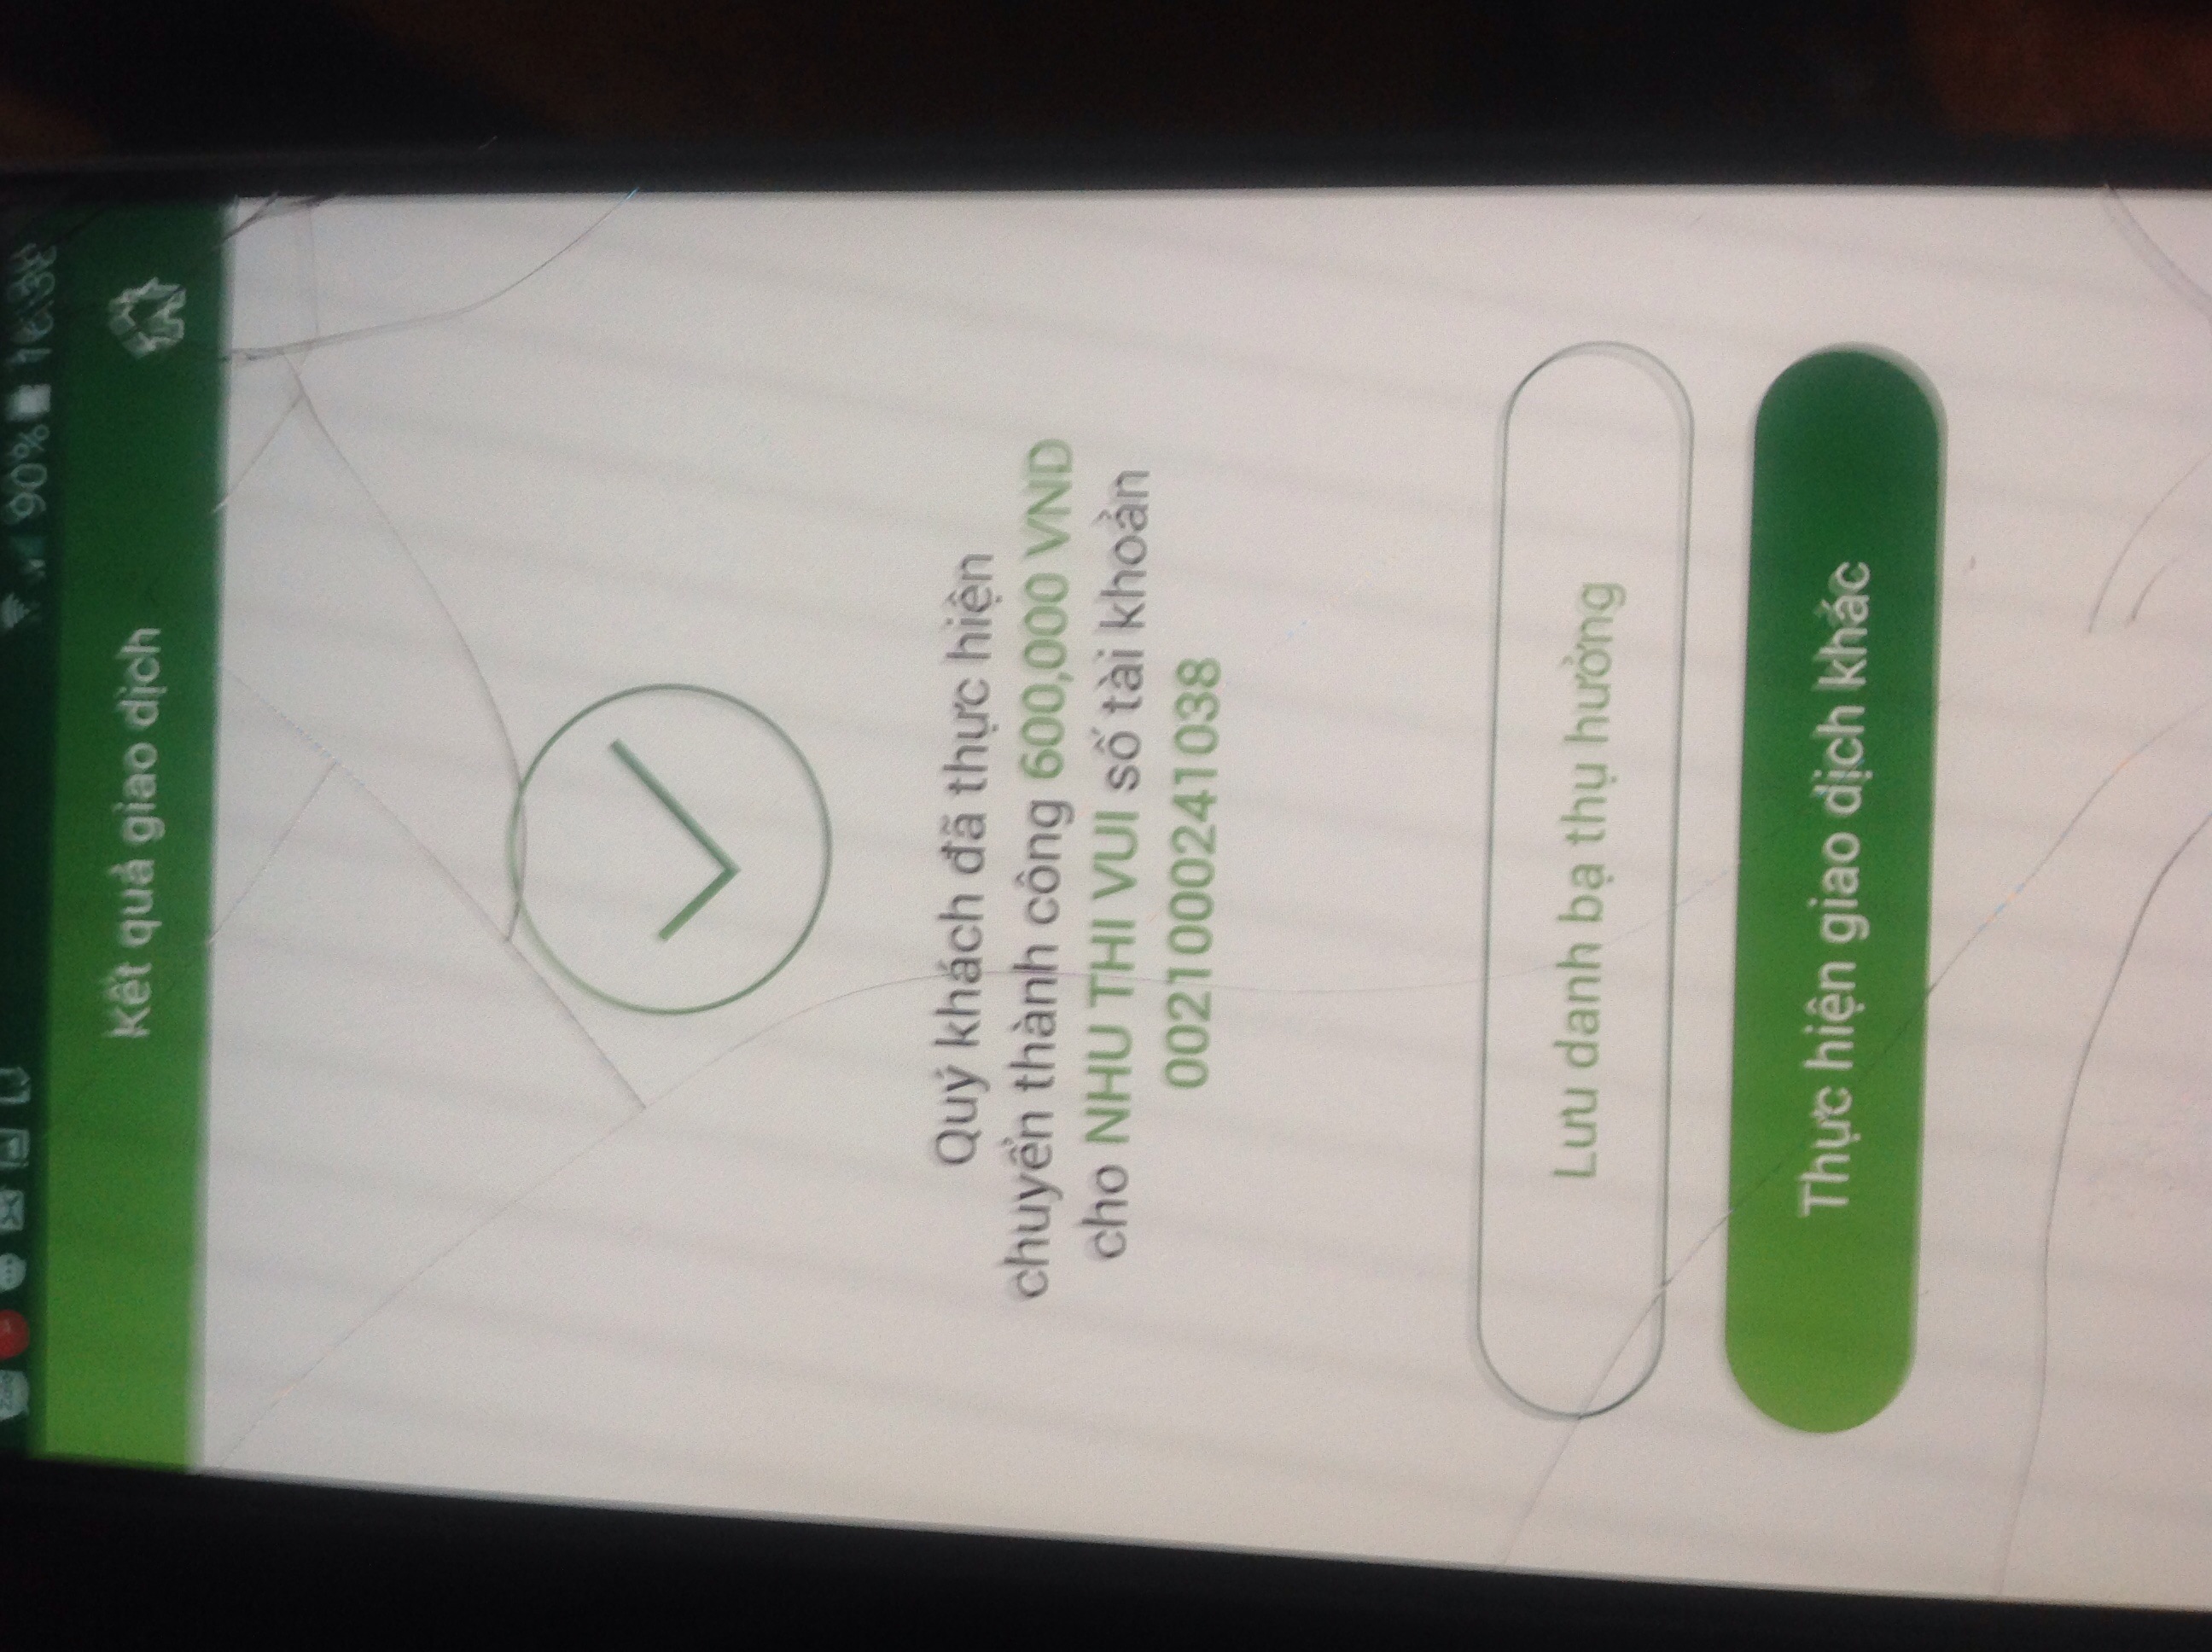 90%
Kết quả giao dịch
Quý khách đã thực hiện
chuyển thành công 600,000 VND
cho NHU THI VUI số tài khoản
0021000241038
Lưu danh bạ thụ hưởng
Thực hiện giao dịch khác